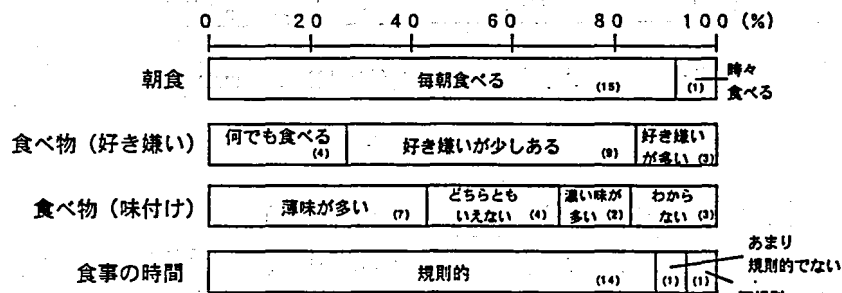 0 20 40 60 80 100 (%)
朝食 毎朝食べる (15) (1) 時々
食べる
食べ物（好き嫌い） 何でも食べる (4) 好き嫌いが少しある (9) 好き嫌い
が多い (3)
食べ物（味付け） 薄味が多い (7) どちらとも
いえない (4) 濃い味が
多い (2) わから
ない (3)
食事の時間 規則的 (14) (1) (1) あまり
規則的でない